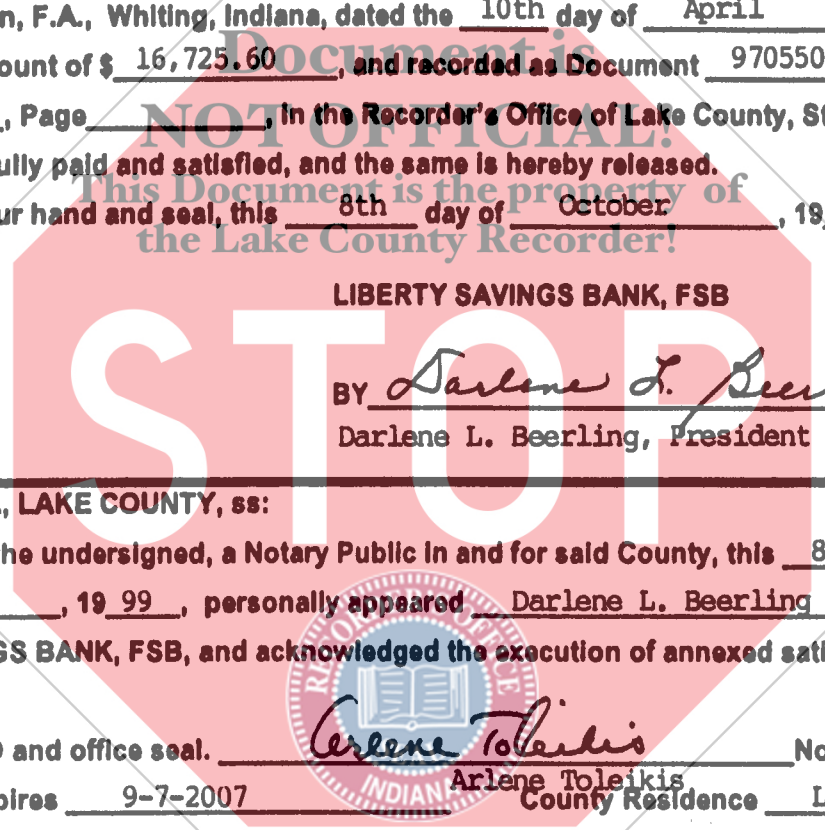 n, F.A., Whiting, Indiana, dated the 10th day of April
ount of $ 16,725.60 , and recorded as Document 970550
Document is
, Page , in the Recorder's Office of Lake County, St
NOT OFFICIAL!
ully paid and satisfied, and the same is hereby released.
This Document is the property of
ur hand and seal, this 8th day of October , 19
the Lake County Recorder!
LIBERTY SAVINGS BANK, FSB
STOP
BY Darlene L. Beer
Darlene L. Beerling, President
, LAKE COUNTY, ss:
he undersigned, a Notary Public in and for said County, this 8
, 19 99 , personally appeared Darlene L. Beerling
GS BANK, FSB, and acknowledged the execution of annexed sati
RECORDER'S OFFICE
INDIANA
and office seal. Arlene Toleikis No
Arlene Toleikis
pires 9-7-2007 County Residence L